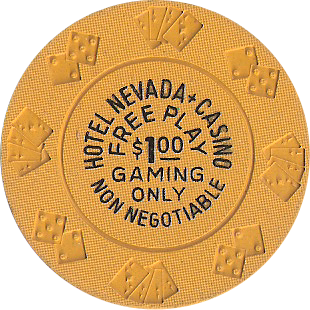 HOTEL NEVADA + CASINO
FREE PLAY
$1.00
GAMING
ONLY
NON NEGOTIABLE